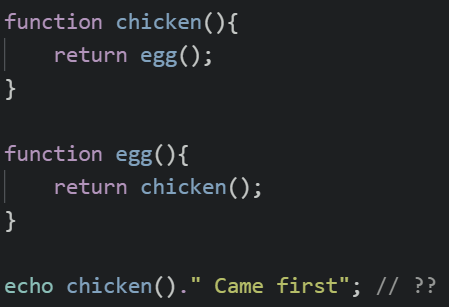 function chicken(){
    return egg();
}

function egg(){
    return chicken();
}

echo chicken()." Came first"; // ??